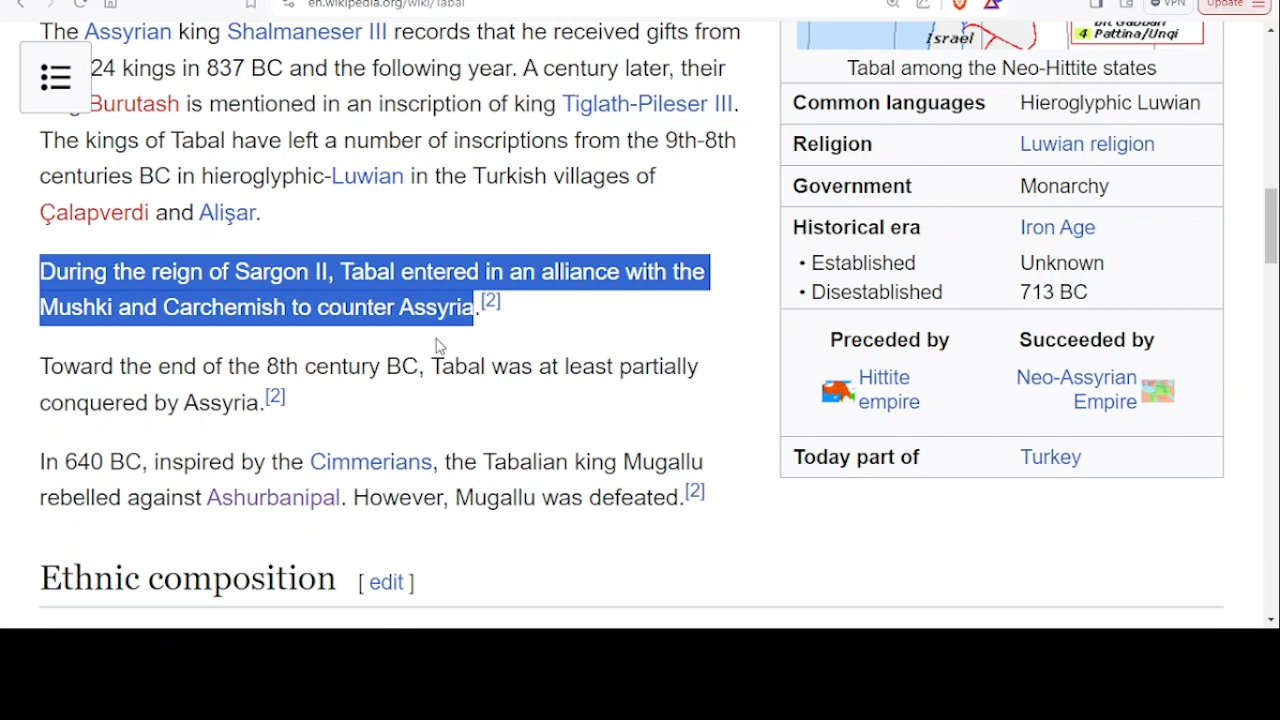 en.wikipedia.org/wiki/Tabal
VPN
Update
The Assyrian king Shalmaneser III records that he received gifts from
24 kings in 837 BC and the following year. A century later, their
Burutash is mentioned in an inscription of king Tiglath-Pileser III.
The kings of Tabal have left a number of inscriptions from the 9th-8th
centuries BC in hieroglyphic-Luwian in the Turkish villages of
Çalapverdi and Alişar.
During the reign of Sargon II, Tabal entered in an alliance with the
Mushki and Carchemish to counter Assyria.[2]
Toward the end of the 8th century BC, Tabal was at least partially
conquered by Assyria.[2]
In 640 BC, inspired by the Cimmerians, the Tabalian king Mugallu
rebelled against Ashurbanipal. However, Mugallu was defeated.[2]
Ethnic composition [ edit ]
Israel
4 Pattina/Unqi
Tabal among the Neo-Hittite states
Common languages Hieroglyphic Luwian
Religion Luwian religion
Government Monarchy
Historical era Iron Age
• Established Unknown
• Disestablished 713 BC
Preceded by Succeeded by
Hittite empire
Neo-Assyrian Empire
Today part of Turkey